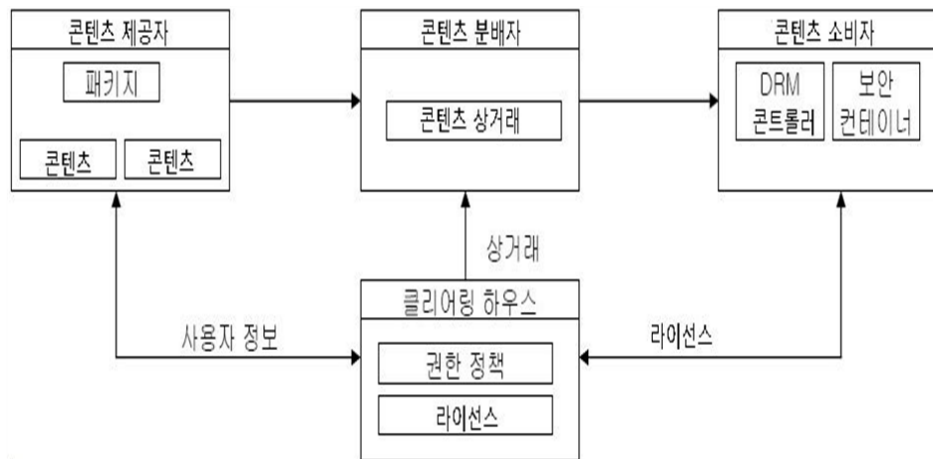 콘텐츠 제공자
패키지
콘텐츠
콘텐츠
콘텐츠 분배자
콘텐츠 상거래
콘텐츠 소비자
DRM
콘트롤러
보안
컨테이너
상거래
사용자 정보
라이선스
클리어링 하우스
권한 정책
라이선스